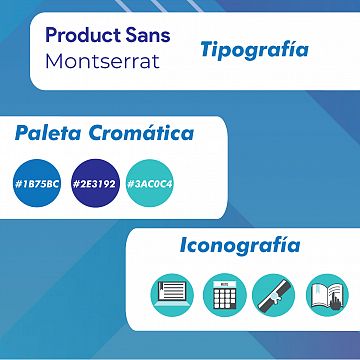 Product Sans
Montserrat
Tipografía
Paleta Cromática
#1B75BC
#2E3192
#3AC0C4
Iconografía